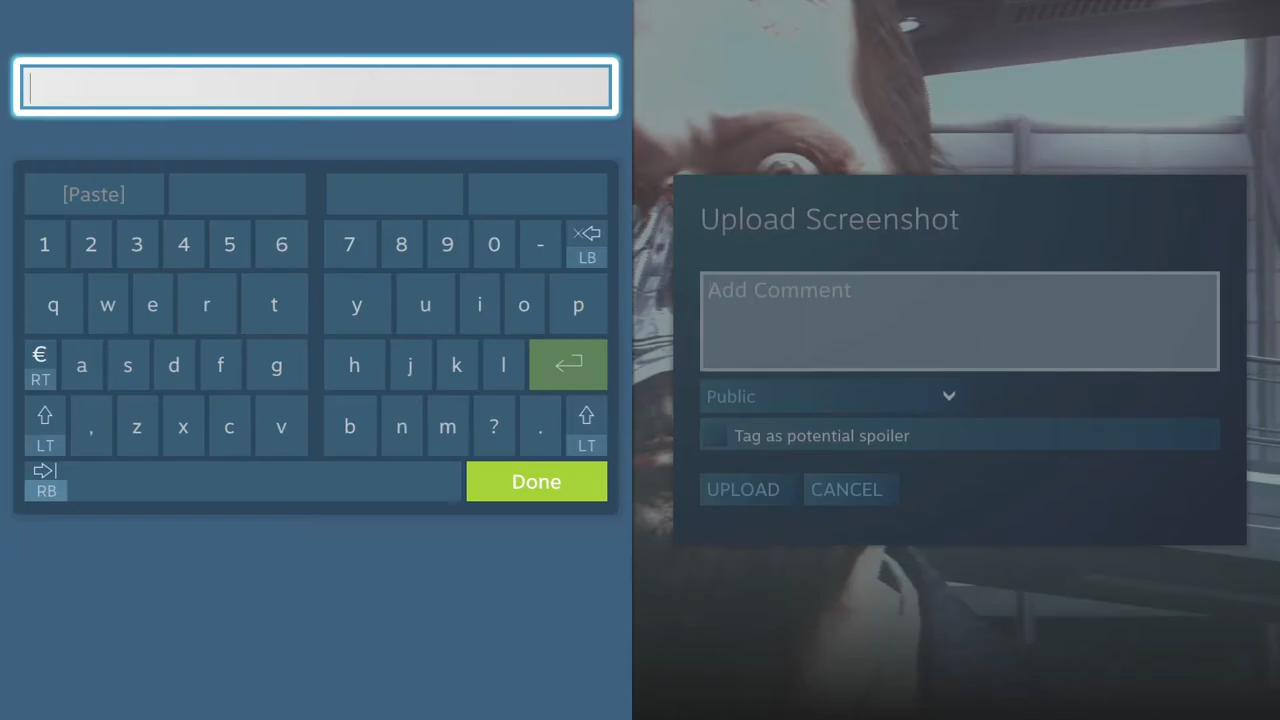 [Paste]
1 2 3 4 5 6 7 8 9 0 -
LB
q w e r t y u i o p
€ a s d f g h j k l
RT
, z x c v b n m ? .
LT LT
RB
Done
Upload Screenshot
Add Comment
Public
Tag as potential spoiler
UPLOAD CANCEL